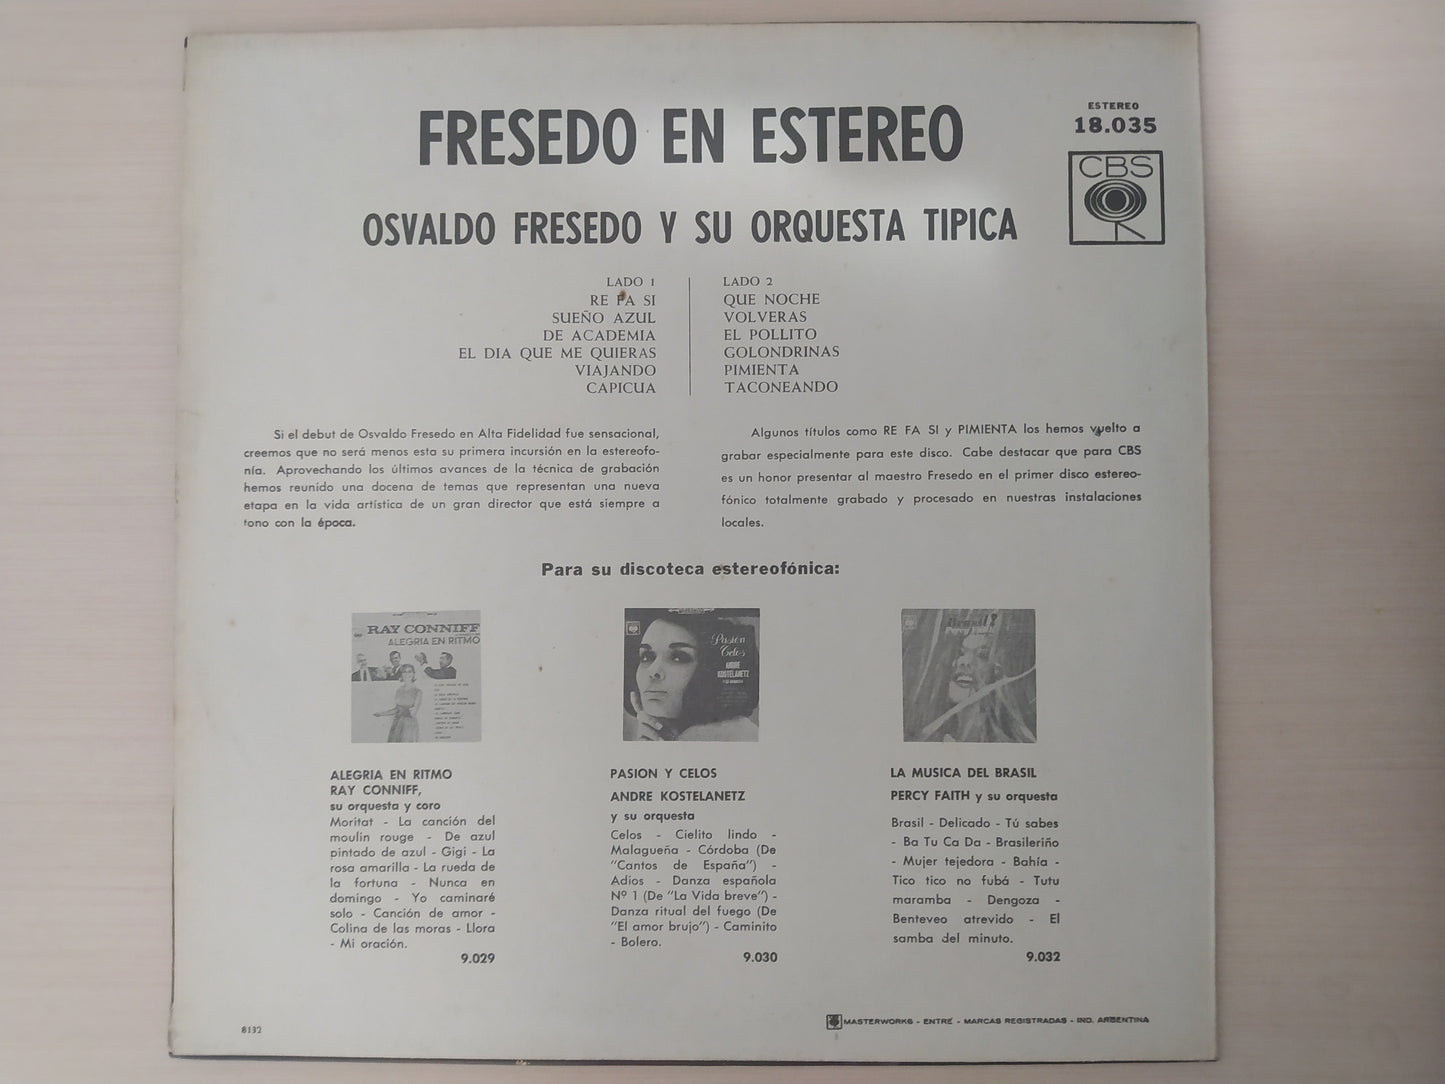 FRESEDO EN ESTEREO
ESTEREO
18.035
CBS
OSVALDO FRESEDO Y SU ORQUESTA TIPICA
LADO 1
RE FA SI
SUEÑO AZUL
DE ACADEMIA
EL DIA QUE ME QUIERAS
VIAJANDO
CAPICUA
LADO 2
QUE NOCHE
VOLVERAS
EL POLLITO
GOLONDRINAS
PIMIENTA
TACONEANDO
Si el debut de Osvaldo Fresedo en Alta Fidelidad fue sensacional,
creemos que no será menos esta su primera incursión en la estereofo-
nía. Aprovechando los últimos avances de la técnica de grabación
hemos reunido una docena de temas que representan una nueva
etapa en la vida artística de un gran director que está siempre a
tono con la época.
Algunos títulos como RE FA SI y PIMIENTA los hemos vuelto a
grabar especialmente para este disco. Cabe destacar que para CBS
es un honor presentar al maestro Fresedo en el primer disco estereo-
fónico totalmente grabado y procesado en nuestras instalaciones
locales.
Para su discoteca estereofónica:
RAY CONNIFF
ALEGRIA EN RITMO
Pasión
Celos
ANDRE
KOSTELANETZ
Brasil?
ALEGRIA EN RITMO
RAY CONNIFF,
su orquesta y coro
Moritat - La canción del
moulin rouge - De azul
pintado de azul - Gigi - La
rosa amarilla - La rueda de
la fortuna - Nunca en
domingo - Yo caminaré
solo - Canción de amor -
Colina de las moras - Llora
- Mi oración.
9.029
PASION Y CELOS
ANDRE KOSTELANETZ
y su orquesta
Celos - Cielito lindo -
Malagueña - Córdoba (De
"Cantos de España") -
Adios - Danza española
Nº 1 (De "La Vida breve") -
Danza ritual del fuego (De
"El amor brujo") - Caminito
- Bolero.
9.030
LA MUSICA DEL BRASIL
PERCY FAITH y su orquesta
Brasil - Delicado - Tú sabes
- Ba Tu Ca Da - Brasileriño
- Mujer tejedora - Bahía -
Tico tico no fubá - Tutu
maramba - Dengoza -
Benteveo atrevido - El
samba del minuto.
9.032
8132
MASTERWORKS - ENTRÉ - MARCAS REGISTRADAS - IND. ARGENTINA